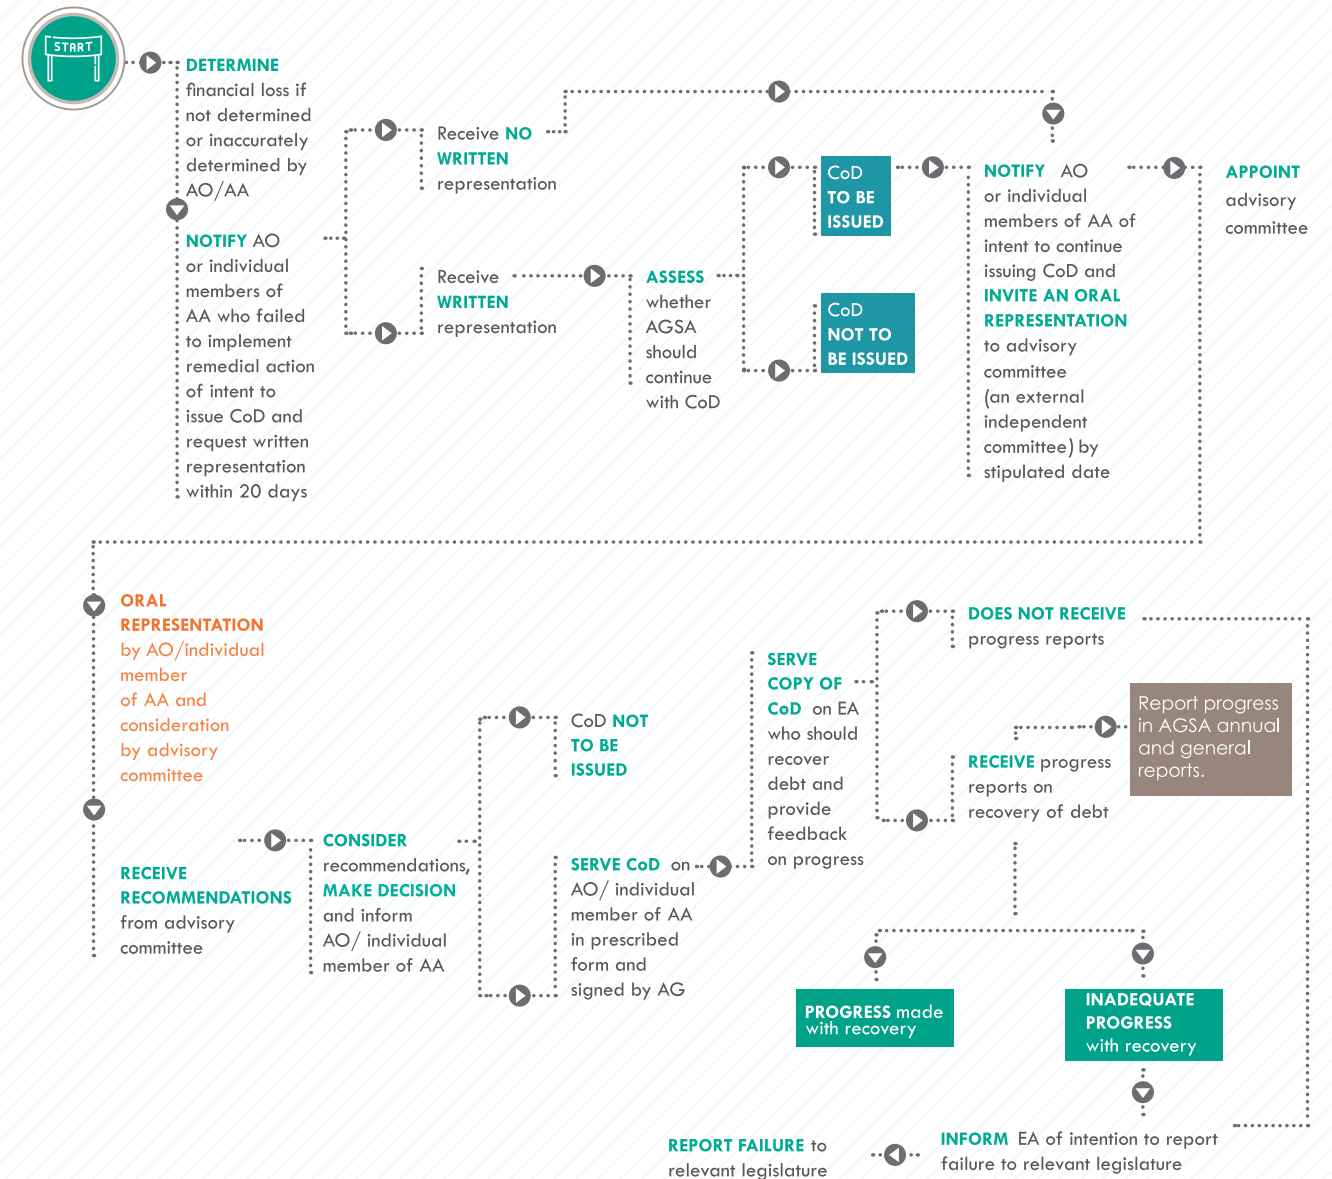 START
DETERMINE
financial loss if
not determined
or inaccurately
determined by
AO/AA
NOTIFY AO
or individual
members of
AA who failed
to implement
remedial action
of intent to
issue CoD and
request written
representation
within 20 days
Receive NO
WRITTEN
representation
Receive
WRITTEN
representation
ASSESS
whether
AGSA
should
continue
with CoD
CoD
TO BE
ISSUED
CoD
NOT TO
BE ISSUED
NOTIFY AO
or individual
members of AA of
intent to continue
issuing CoD and
INVITE AN ORAL
REPRESENTATION
to advisory
committee
(an external
independent
committee) by
stipulated date
APPOINT
advisory
committee
ORAL
REPRESENTATION
by AO/individual
member
of AA and
consideration
by advisory
committee
RECEIVE
RECOMMENDATIONS
from advisory
committee
CONSIDER
recommendations,
MAKE DECISION
and inform
AO/ individual
member of AA
CoD NOT
TO BE
ISSUED
SERVE CoD on
AO/ individual
member of AA
in prescribed
form and
signed by AG
SERVE
COPY OF
CoD on EA
who should
recover
debt and
provide
feedback
on progress
DOES NOT RECEIVE
progress reports
RECEIVE progress
reports on
recovery of debt
Report progress
in AGSA annual
and general
reports.
PROGRESS made
with recovery
INADEQUATE
PROGRESS
with recovery
INFORM EA of intention to report
failure to relevant legislature
REPORT FAILURE to
relevant legislature